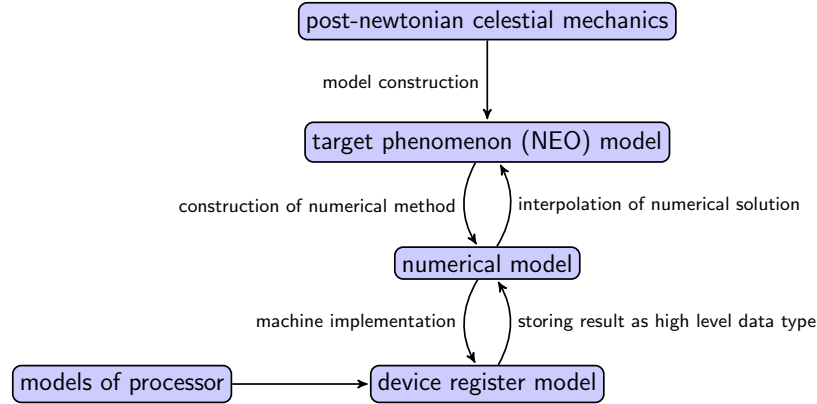 post-newtonian celestial mechanics
model construction
target phenomenon (NEO) model
construction of numerical method
interpolation of numerical solution
numerical model
machine implementation
storing result as high level data type
models of processor
device register model